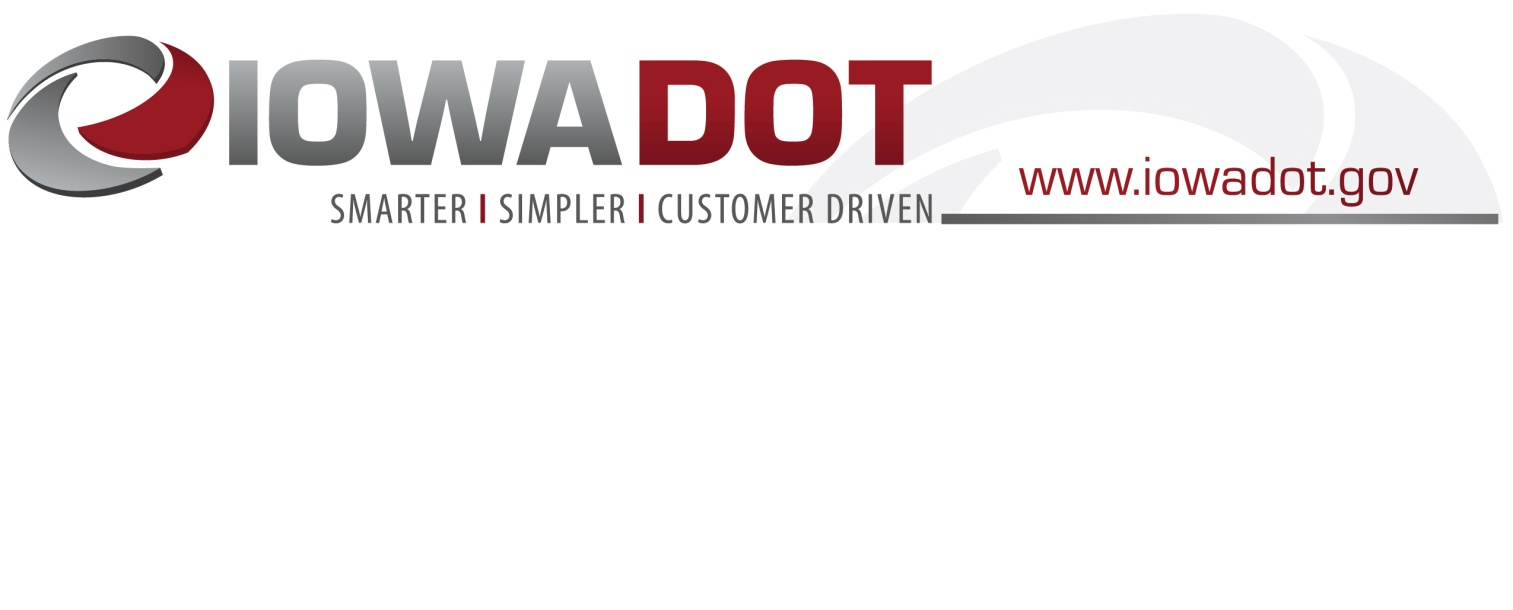 IOWADOT
SMARTER | SIMPLER | CUSTOMER DRIVEN
www.iowadot.gov